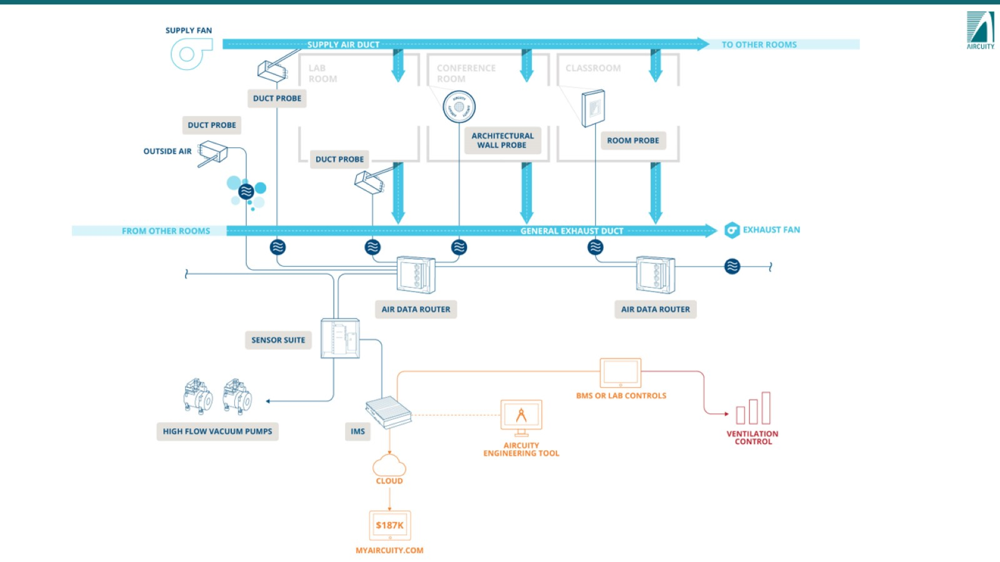 SUPPLY FAN
SUPPLY AIR DUCT
TO OTHER ROOMS
AIRCUITY
LAB
ROOM
CONFERENCE
ROOM
CLASSROOM
DUCT PROBE
AIRCUITY
AIRCUITY
AIRCUITY
DUCT PROBE
OUTSIDE AIR
ARCHITECTURAL
WALL PROBE
ROOM PROBE
DUCT PROBE
FROM OTHER ROOMS
GENERAL EXHAUST DUCT
EXHAUST FAN
AIR DATA ROUTER
AIR DATA ROUTER
SENSOR SUITE
BMS OR LAB CONTROLS
HIGH FLOW VACUUM PUMPS
IMS
VENTILATION
CONTROL
AIRCUITY
ENGINEERING TOOL
CLOUD
$187K
MYAIRCUITY.COM